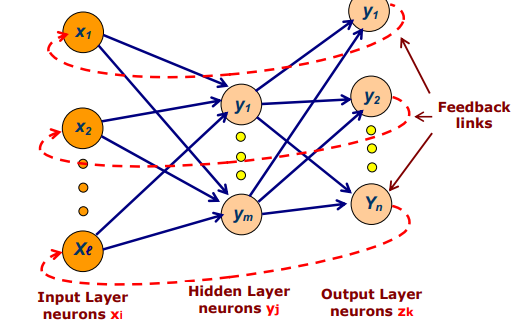 x1
y1
x2
y1
y2
Feedback
links
ym
Yn
Xℓ
Input Layer
neurons xi
Hidden Layer
neurons yj
Output Layer
neurons zk